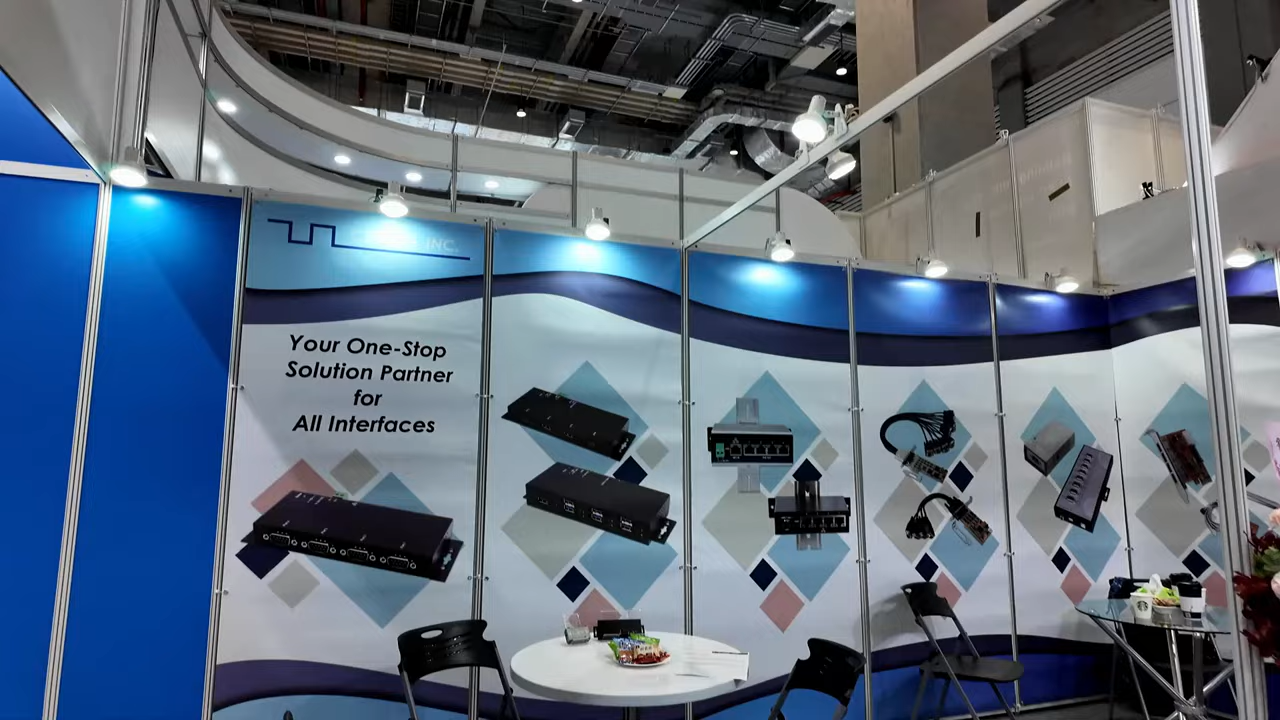 INC.
Your One-Stop
Solution Partner
for
All Interfaces